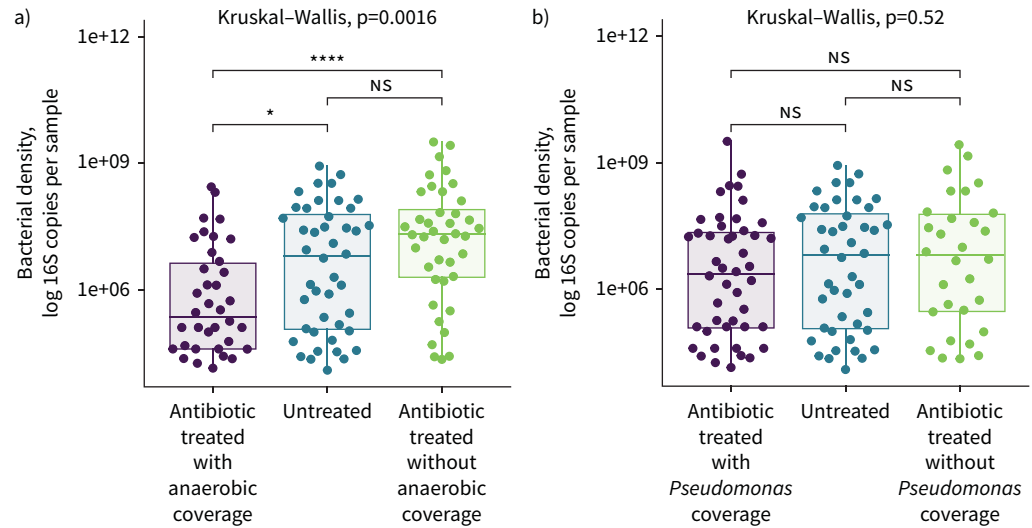 a)
Kruskal–Wallis, p=0.0016
Bacterial density,
log 16S copies per sample
1e+12
1e+09
1e+06
****
NS
*
Antibiotic
treated
with
anaerobic
coverage
Untreated
Antibiotic
treated
without
anaerobic
coverage
b)
Kruskal–Wallis, p=0.52
Bacterial density,
log 16S copies per sample
1e+12
1e+09
1e+06
NS
NS
NS
Antibiotic
treated
with
Pseudomonas
coverage
Untreated
Antibiotic
treated
without
Pseudomonas
coverage